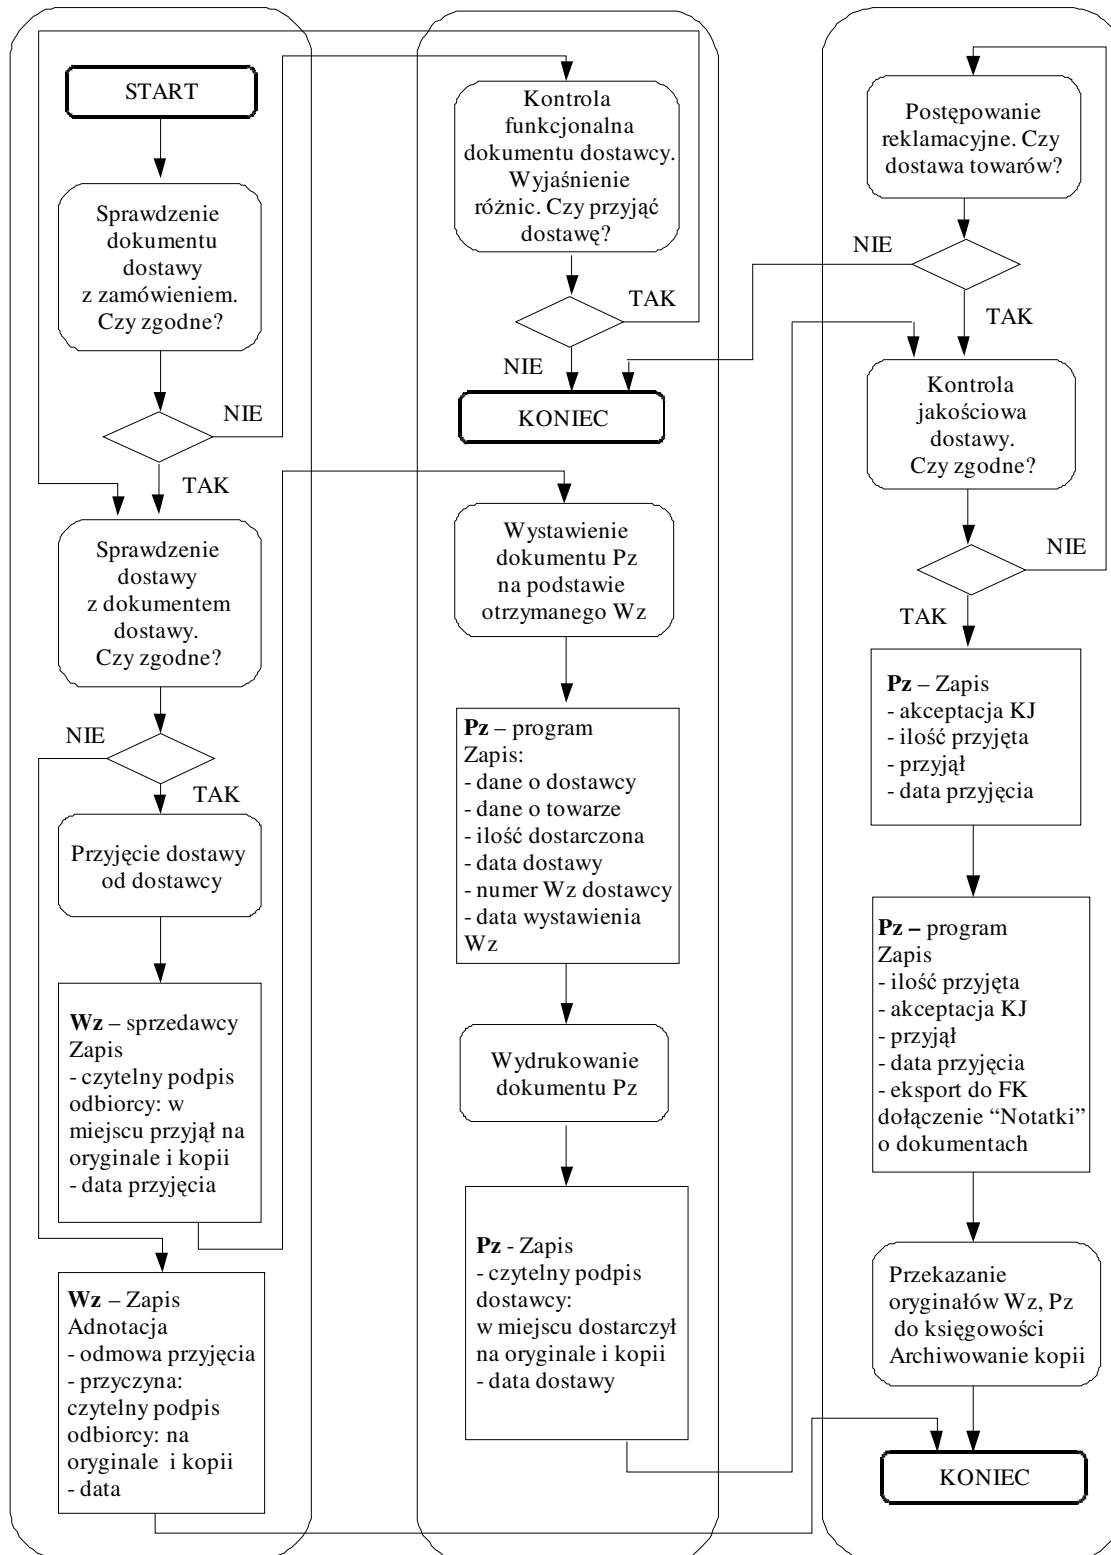 START
Sprawdzenie
dokumentu
dostawy
z zamówieniem.
Czy zgodne?
NIE
TAK
Sprawdzenie
dostawy
z dokumentem
dostawy.
Czy zgodne?
NIE
TAK
Przyjęcie dostawy
od dostawcy
Wz – sprzedawcy
Zapis
- czytelny podpis
odbiorcy: w
miejscu przyjął na
oryginale i kopii
- data przyjęcia
Wz – Zapis
Adnotacja
- odmowa przyjęcia
- przyczyna:
czytelny podpis
odbiorcy: na
oryginale i kopii
- data
Kontrola
funkcjonalna
dokumentu dostawcy.
Wyjaśnienie
różnic. Czy przyjąć
dostawę?
TAK
NIE
KONIEC
Wystawienie
dokumentu Pz
na podstawie
otrzymanego Wz
Pz – program
Zapis:
- dane o dostawcy
- dane o towarze
- ilość dostarczona
- data dostawy
- numer Wz dostawcy
- data wystawienia
Wz
Wydrukowanie
dokumentu Pz
Pz - Zapis
- czytelny podpis
dostawcy:
w miejscu dostarczył
na oryginale i kopii
- data dostawy
Postępowanie
reklamacyjne. Czy
dostawa towarów?
NIE
TAK
Kontrola
jakościowa
dostawy.
Czy zgodne?
NIE
TAK
Pz – Zapis
- akceptacja KJ
- ilość przyjęta
- przyjął
- data przyjęcia
Pz – program
Zapis
- ilość przyjęta
- akceptacja KJ
- przyjął
- data przyjęcia
- eksport do FK
dołączenie “Notatki”
o dokumentach
Przekazanie
oryginałów Wz, Pz
do księgowości
Archiwowanie kopii
KONIEC